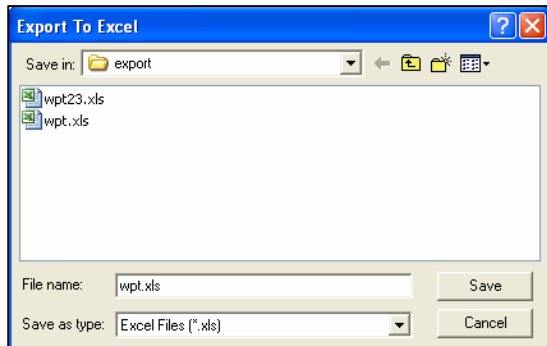 Export To Excel
Save in: export
wpt23.xls
wpt.xls
File name: wpt.xls Save
Save as type: Excel Files (*.xls) Cancel